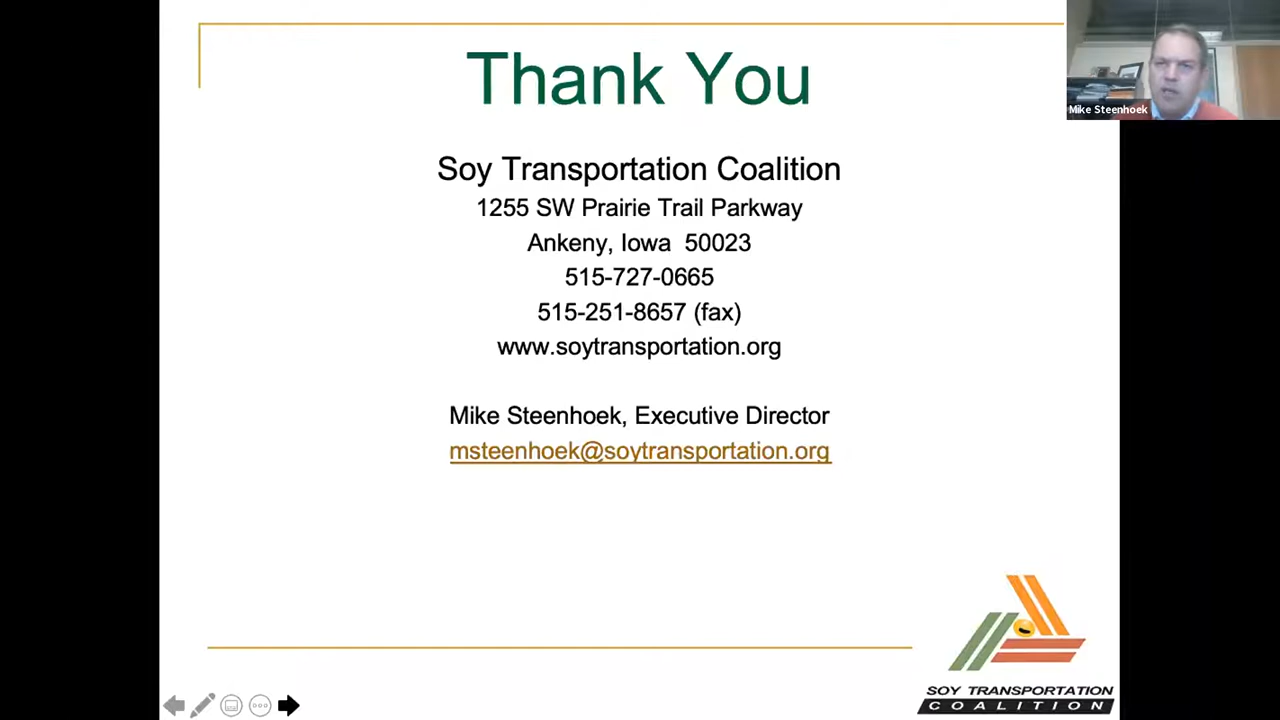 Thank You
Mike Steenhoek
Soy Transportation Coalition
1255 SW Prairie Trail Parkway
Ankeny, Iowa  50023
515-727-0665
515-251-8657 (fax)
www.soytransportation.org
Mike Steenhoek, Executive Director
msteenhoek@soytransportation.org
SOY TRANSPORTATION
COALITION